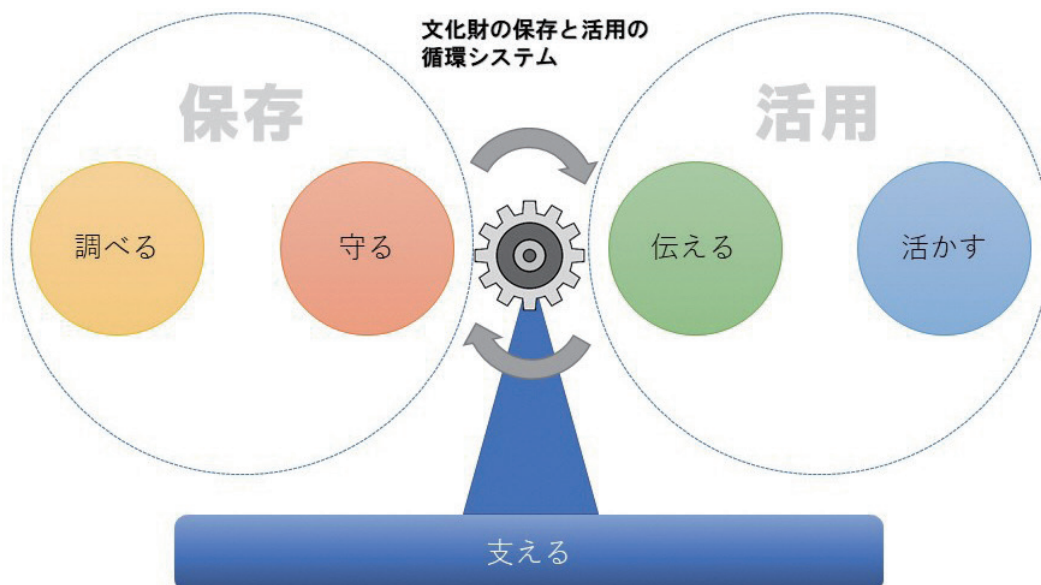 文化財の保存と活用の
循環システム
保存
活用
調べる
守る
伝える
活かす
支える